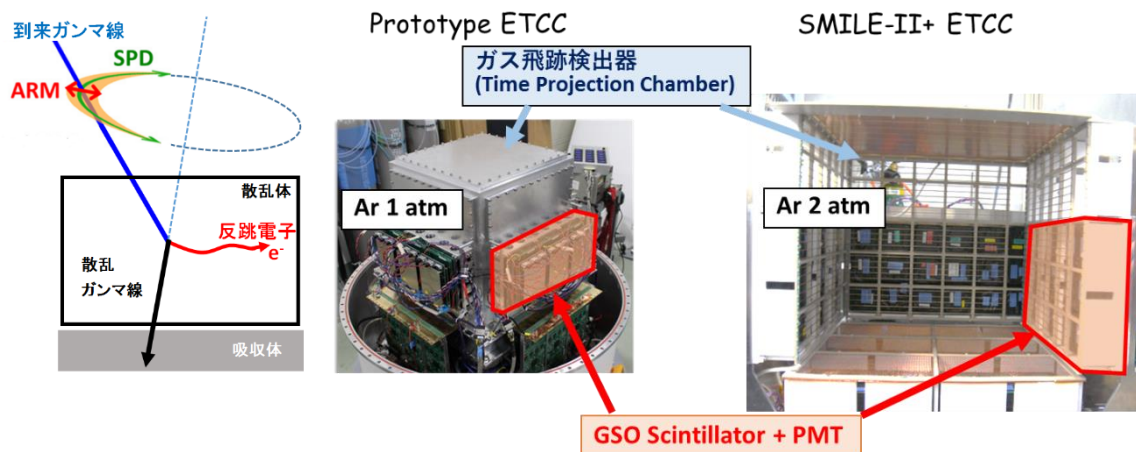 到来ガンマ線
SPD
ARM
散乱体
反跳電子
e-
散乱
ガンマ線
吸収体
Prototype ETCC
SMILE-II+ ETCC
ガス飛跡検出器
(Time Projection Chamber)
Ar 1 atm
Ar 2 atm
GSO Scintillator + PMT